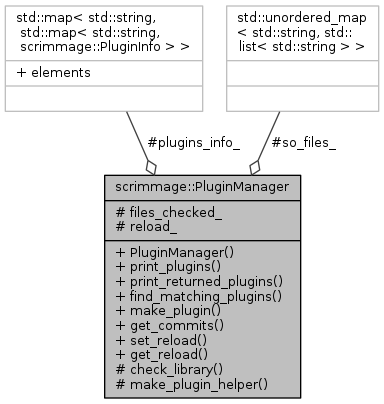 std::map< std::string,
std::map< std::string,
scrimmage::PluginInfo > >
+ elements
std::unordered_map
< std::string, std::
list< std::string > >
#plugins_info_
#so_files_
scrimmage::PluginManager
# files_checked_
# reload_
+ PluginManager()
+ print_plugins()
+ print_returned_plugins()
+ find_matching_plugins()
+ make_plugin()
+ get_commits()
+ set_reload()
+ get_reload()
# check_library()
# make_plugin_helper()